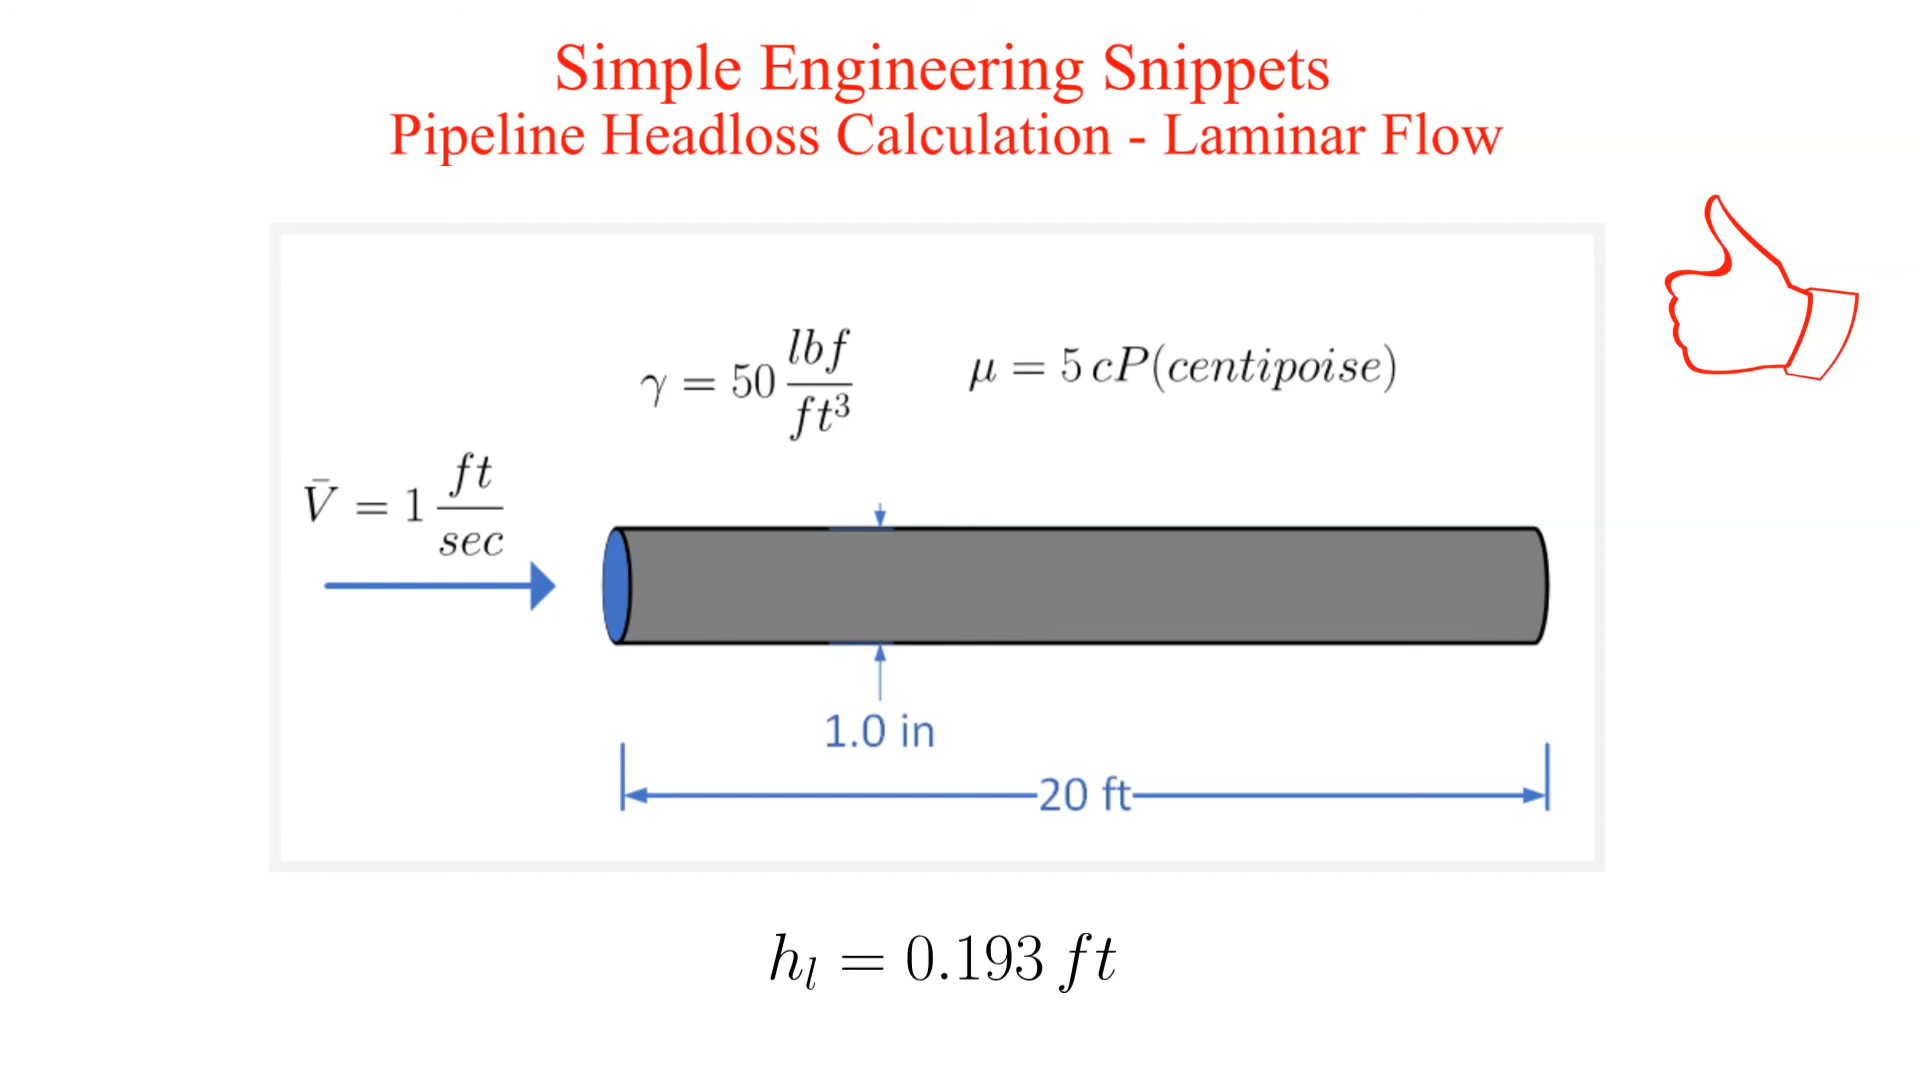 Simple Engineering Snippets
Pipeline Headloss Calculation - Laminar Flow
γ = 50 lbf/ft³
μ = 5 cP(centipoise)
V̄ = 1 ft/sec
1.0 in
20 ft
hₗ = 0.193 ft